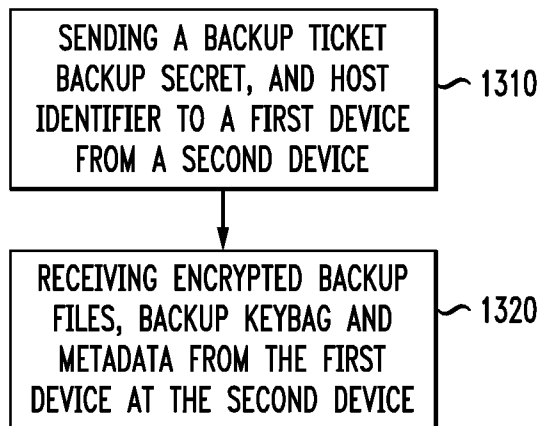 SENDING A BACKUP TICKET
BACKUP SECRET, AND HOST
IDENTIFIER TO A FIRST DEVICE
FROM A SECOND DEVICE
1310
RECEIVING ENCRYPTED BACKUP
FILES, BACKUP KEYBAG AND
METADATA FROM THE FIRST
DEVICE AT THE SECOND DEVICE
1320